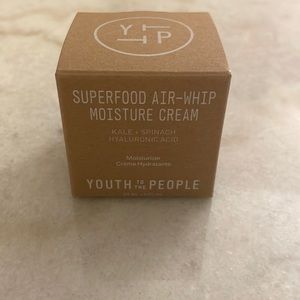 Y P
SUPERFOOD AIR-WHIP
MOISTURE CREAM
KALE + SPINACH
HYALURONIC ACID
Moisturizer
Crème Hydratante
YOUTH TO THE PEOPLE